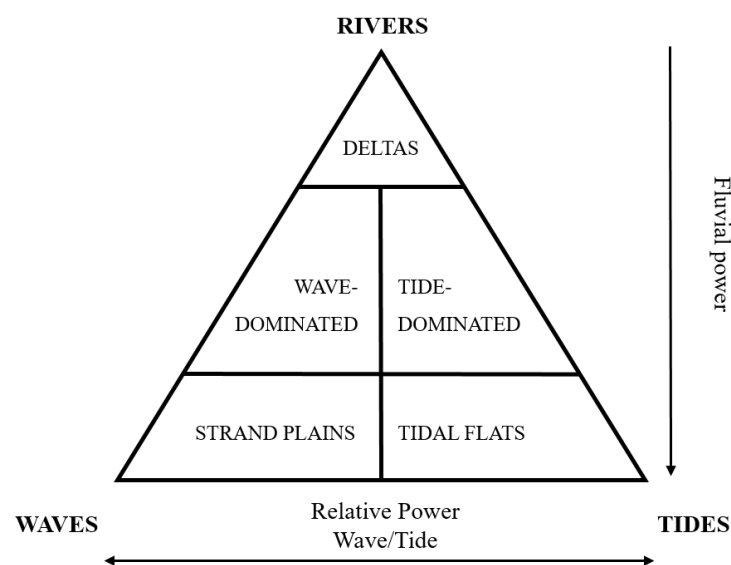 RIVERS
DELTAS
Fluvial power
WAVE-
DOMINATED
TIDE-
DOMINATED
STRAND PLAINS
TIDAL FLATS
WAVES
Relative Power
Wave/Tide
TIDES